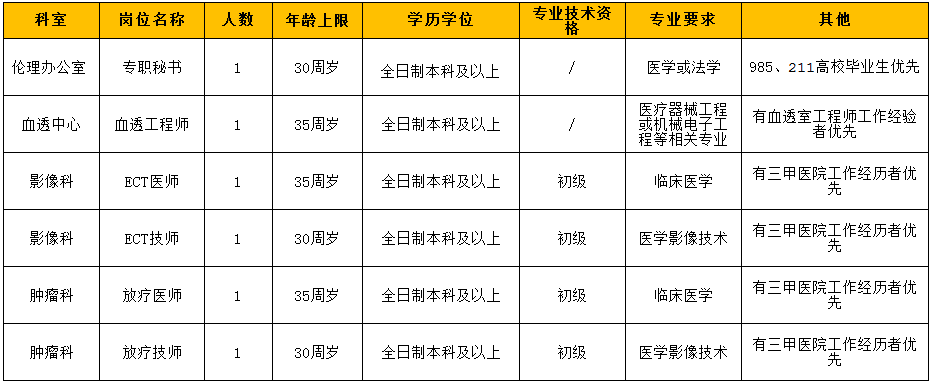 科室 岗位名称 人数 年龄上限 学历学位 专业技术资格 专业要求 其他
伦理办公室 专职秘书 1 30周岁 全日制本科及以上 / 医学或法学 985、211高校毕业生优先
血透中心 血透工程师 1 35周岁 全日制本科及以上 / 医疗器械工程或机械电子工程等相关专业 有血透室工程师工作经验者优先
影像科 ECT医师 1 35周岁 全日制本科及以上 初级 临床医学 有三甲医院工作经历者优先
影像科 ECT技师 1 30周岁 全日制本科及以上 初级 医学影像技术 有三甲医院工作经历者优先
肿瘤科 放疗医师 1 35周岁 全日制本科及以上 初级 临床医学 有三甲医院工作经历者优先
肿瘤科 放疗技师 1 30周岁 全日制本科及以上 初级 医学影像技术 有三甲医院工作经历者优先